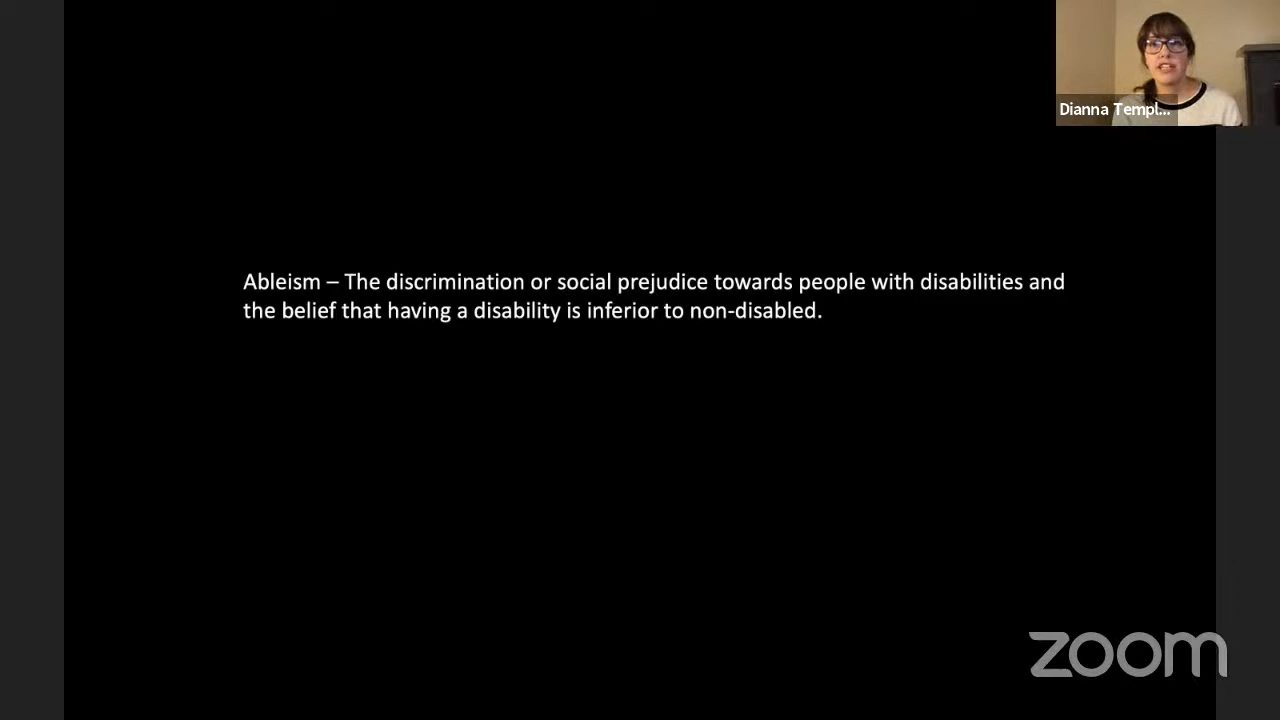 Dianna Templ...
Ableism – The discrimination or social prejudice towards people with disabilities and
the belief that having a disability is inferior to non-disabled.
zoom